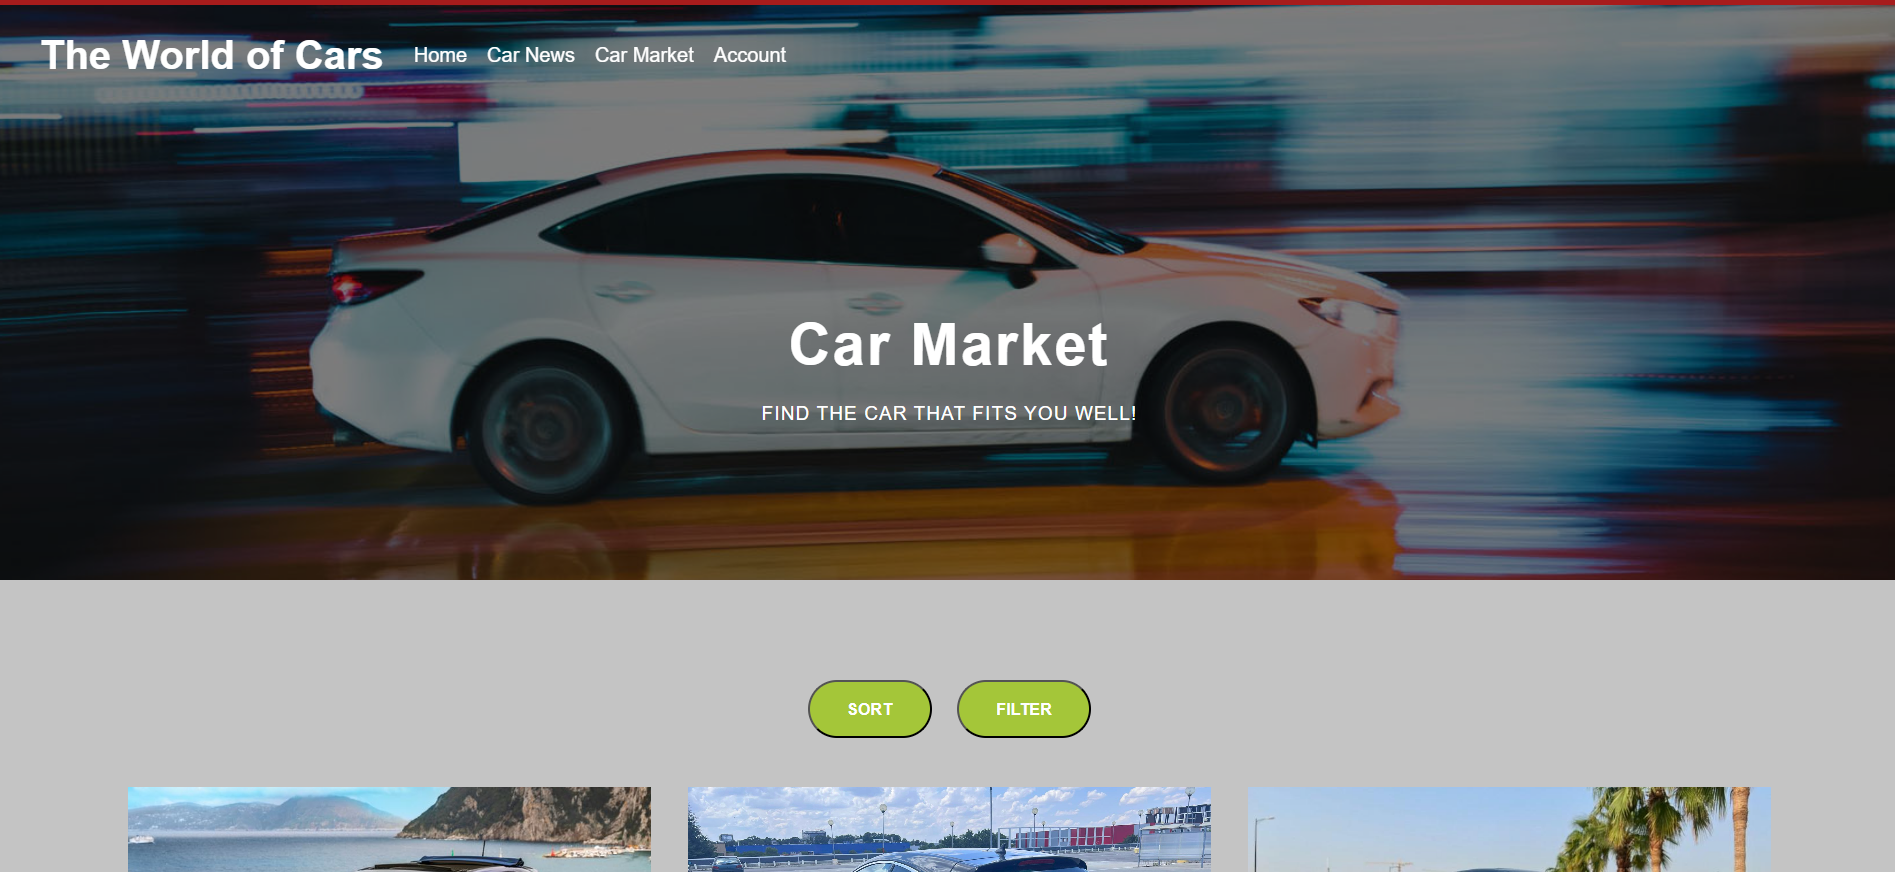 The World of Cars Home Car News Car Market Account
Car Market
FIND THE CAR THAT FITS YOU WELL!
SORT FILTER